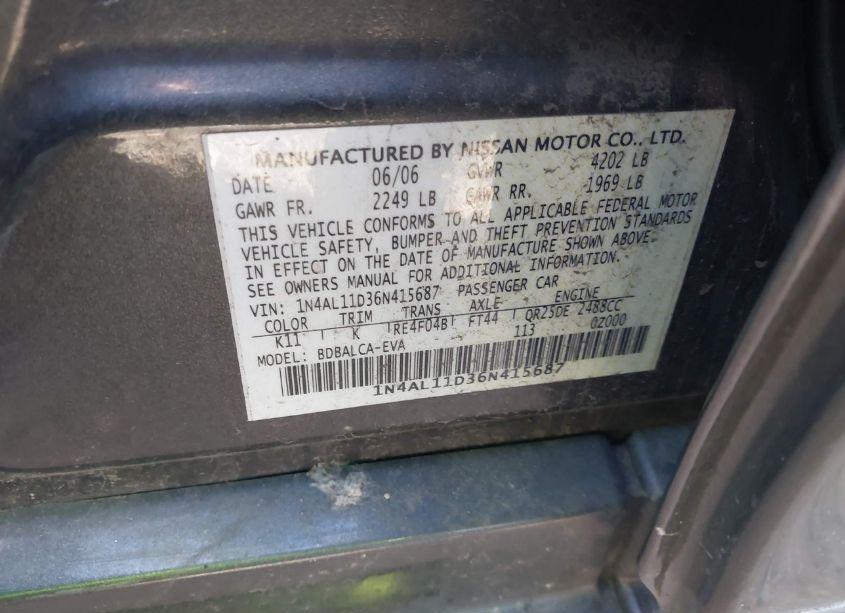 MANUFACTURED BY NISSAN MOTOR CO., LTD.
DATE 06/06 GVWR 4202 LB
GAWR FR. 2249 LB GAWR RR. 1969 LB
THIS VEHICLE CONFORMS TO ALL APPLICABLE FEDERAL MOTOR
VEHICLE SAFETY, BUMPER AND THEFT PREVENTION STANDARDS
IN EFFECT ON THE DATE OF MANUFACTURE SHOWN ABOVE.
SEE OWNERS MANUAL FOR ADDITIONAL INFORMATION.
VIN: 1N4AL11D36N415687 PASSENGER CAR
COLOR TRIM TRANS AXLE ENGINE
K11 K RE4F04B FT44 QR25DE 2488CC
MODEL: BDBALCA-EVA 113 0Z000
1N4AL11D36N415687